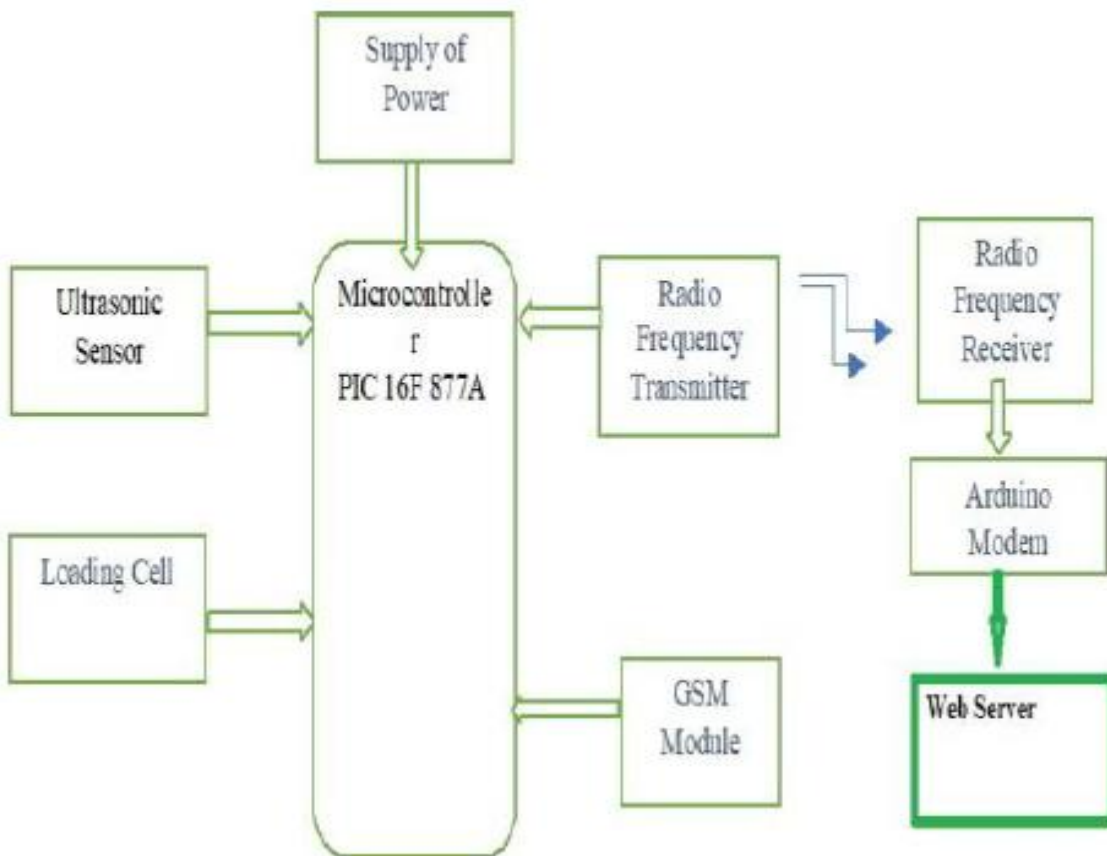 Supply of
Power
Ultrasonic
Sensor
Microcontrolle
r
PIC 16F 877A
Radio
Frequency
Transmitter
Radio
Frequency
Receiver
Arduino
Modem
Loading Cell
GSM
Module
Web Server